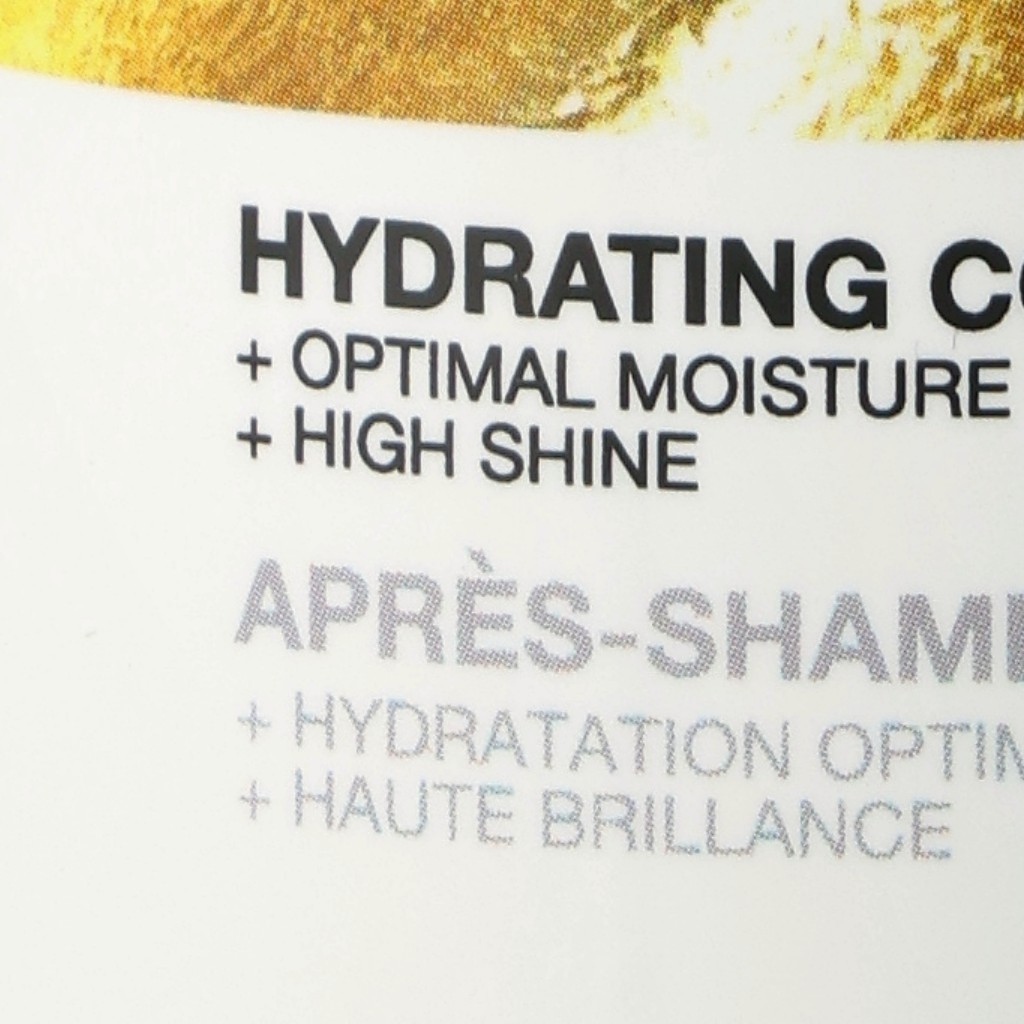 HYDRATING
+ OPTIMAL MOISTURE
+ HIGH SHINE
APRÈS-
+ HYDRATATION
+ HAUTE BRILLANCE